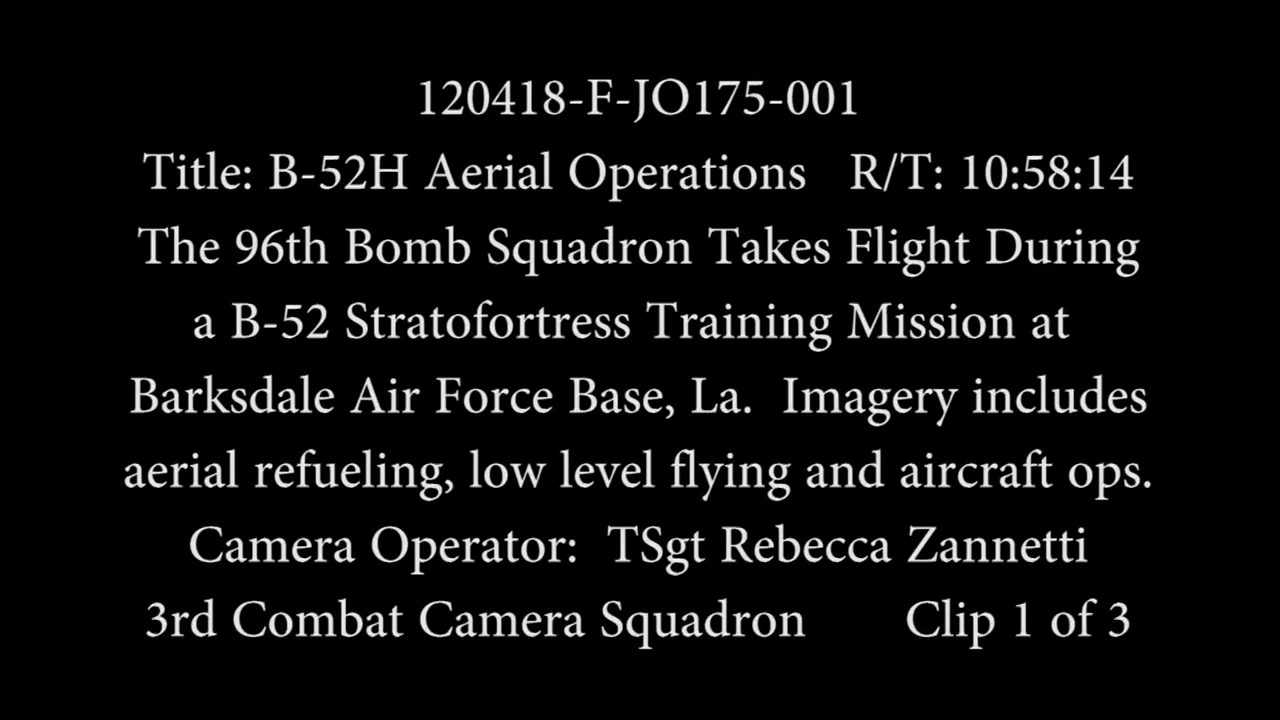 120418-F-JO175-001
Title: B-52H Aerial Operations   R/T: 10:58:14
The 96th Bomb Squadron Takes Flight During
a B-52 Stratofortress Training Mission at
Barksdale Air Force Base, La.  Imagery includes
aerial refueling, low level flying and aircraft ops.
Camera Operator:  TSgt Rebecca Zannetti
3rd Combat Camera Squadron       Clip 1 of 3